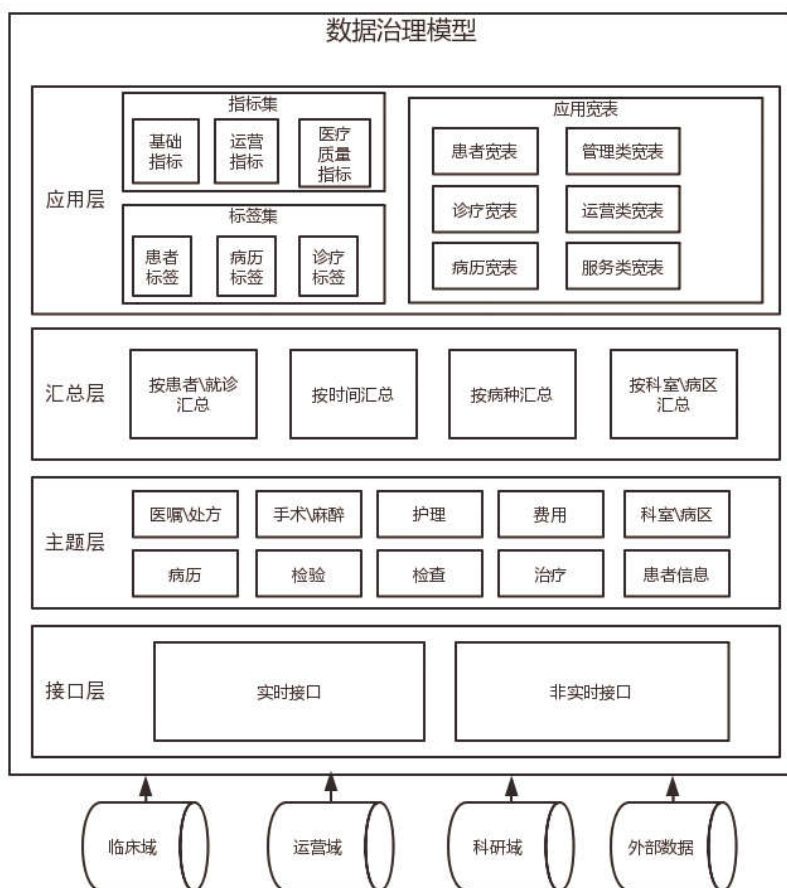 数据治理模型
应用层
指标集
基础
指标
运营
指标
医疗
质量
指标
标签集
患者
标签
病历
标签
诊疗
标签
应用宽表
患者宽表
管理类宽表
诊疗宽表
运营类宽表
病历宽表
服务类宽表
汇总层
按患者\就诊
汇总
按时间汇总
按病种汇总
按科室\病区
汇总
主题层
医嘱\处方
手术\麻醉
护理
费用
科室\病区
病历
检验
检查
治疗
患者信息
接口层
实时接口
非实时接口
临床域
运营域
科研域
外部数据